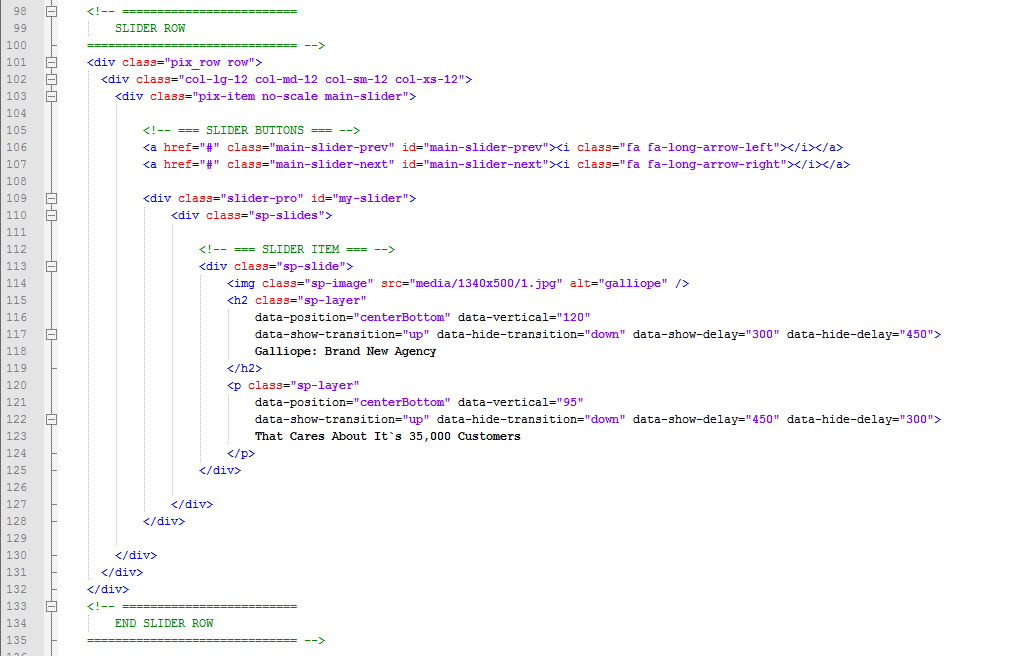 98 <!-- =========================
99 SLIDER ROW
100 ============================== -->
101 <div class="pix_row row">
102 <div class="col-lg-12 col-md-12 col-sm-12 col-xs-12">
103 <div class="pix-item no-scale main-slider">
104
105 <!-- === SLIDER BUTTONS === -->
106 <a href="#" class="main-slider-prev" id="main-slider-prev"><i class="fa fa-long-arrow-left"></i></a>
107 <a href="#" class="main-slider-next" id="main-slider-next"><i class="fa fa-long-arrow-right"></i></a>
108
109 <div class="slider-pro" id="my-slider">
110 <div class="sp-slides">
111
112 <!-- === SLIDER ITEM === -->
113 <div class="sp-slide">
114 <img class="sp-image" src="media/1340x500/1.jpg" alt="galliope" />
115 <h2 class="sp-layer"
116 data-position="centerBottom" data-vertical="120"
117 data-show-transition="up" data-hide-transition="down" data-show-delay="300" data-hide-delay="450">
118 Galliope: Brand New Agency
119 </h2>
120 <p class="sp-layer"
121 data-position="centerBottom" data-vertical="95"
122 data-show-transition="up" data-hide-transition="down" data-show-delay="450" data-hide-delay="300">
123 That Cares About It`s 35,000 Customers
124 </p>
125 </div>
126
127 </div>
128 </div>
129
130 </div>
131 </div>
132 </div>
133 <!-- =========================
134 END SLIDER ROW
135 ============================== -->